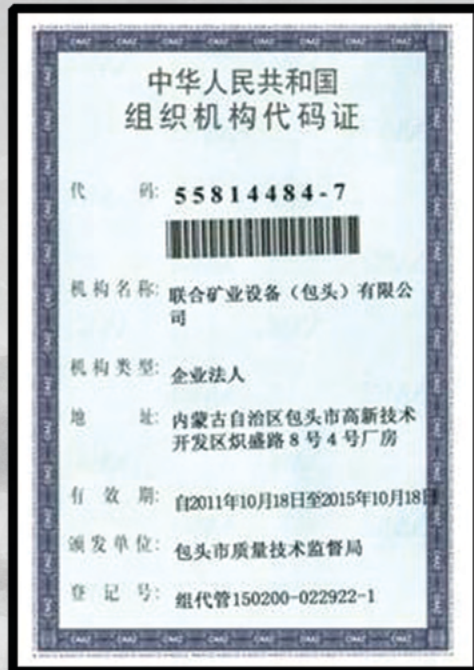 中华人民共和国
组织机构代码证
代 码: 55814484-7
机构名称: 联合矿业设备（包头）有限公
司
机构类型: 企业法人
地 址: 内蒙古自治区包头市高新技术
开发区炽盛路8号4号厂房
有 效 期: 自2011年10月18日至2015年10月18日
颁发单位: 包头市质量技术监督局
登 记 号: 组代管150200-022922-1